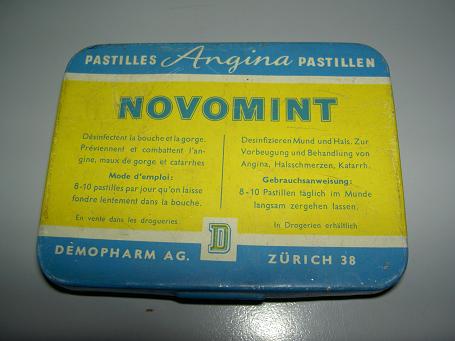 PASTILLES Angina PASTILLEN
NOVOMINT
Désinfectent la bouche et la gorge.
Préviennent et combattent l'an-
gine, maux de gorge et catarrhes
Mode d'emploi:
8-10 pastilles par jour qu'on laisse
fondre lentement dans la bouche.
En vente dans les drogueries.
Desinfizieren Mund und Hals. Zur
Vorbeugung und Behandlung von
Angina, Halsschmerzen, Katarrh.
Gebrauchsanweisung:
8-10 Pastillen täglich im Munde
langsam zergehen lassen.
In Drogerien erhältlich
D
DEMOPHARM AG. ZÜRICH 38